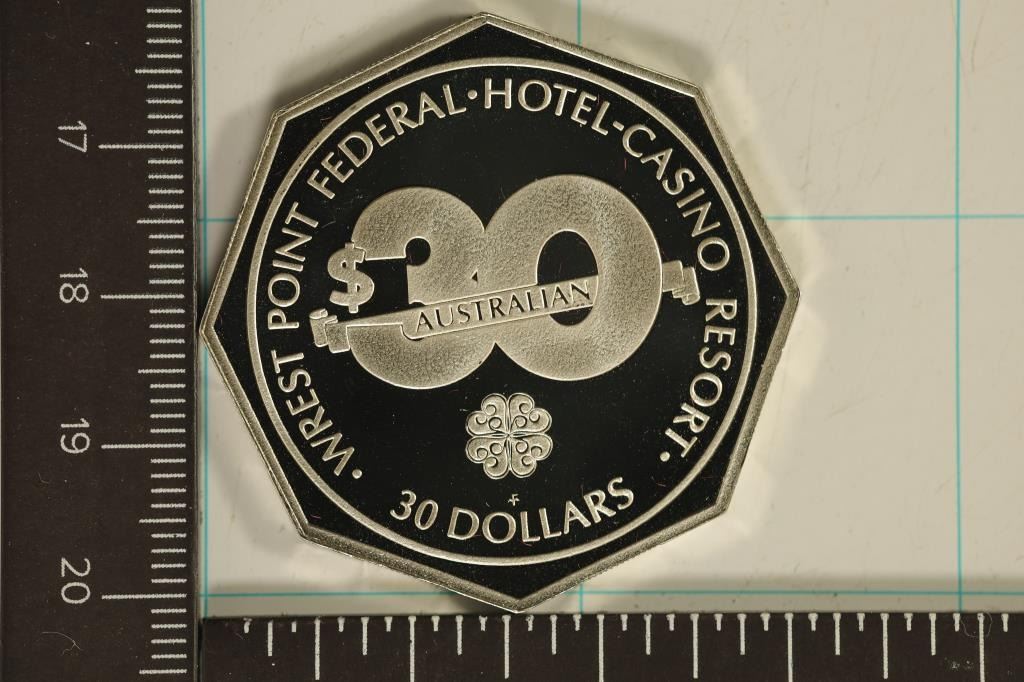 · WREST POINT FEDERAL · HOTEL-CASINO RESORT ·
$30
AUSTRALIAN
30 DOLLARS
17
18
19
20